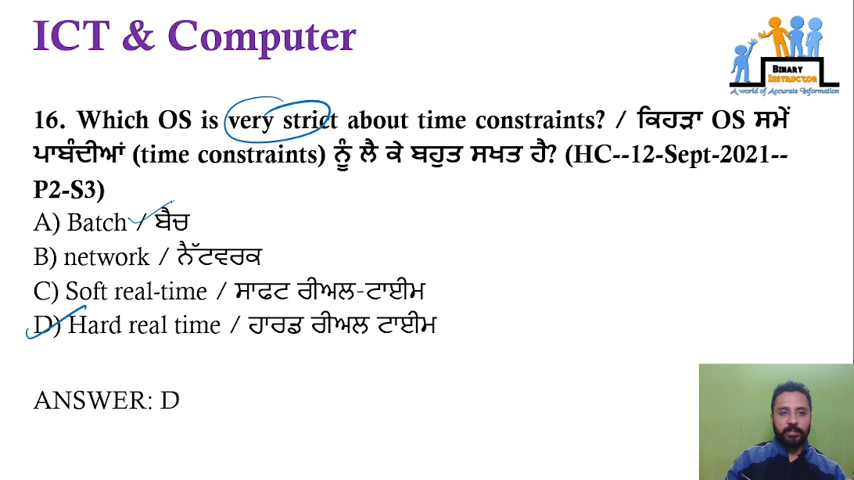 ICT & Computer
BINARY
INSTRUCTOR
A world of Accurate Information
16. Which OS is very strict about time constraints? / ਕਿਹੜਾ OS ਸਮੇਂ
ਪਾਬੰਦੀਆਂ (time constraints) ਨੂੰ ਲੈ ਕੇ ਬਹੁਤ ਸਖਤ ਹੈ? (HC--12-Sept-2021--
P2-S3)
A) Batch / ਬੈਚ
B) network / ਨੈੱਟਵਰਕ
C) Soft real-time / ਸਾਫਟ ਰੀਅਲ-ਟਾਈਮ
D) Hard real time / ਹਾਰਡ ਰੀਅਲ ਟਾਈਮ
ANSWER: D